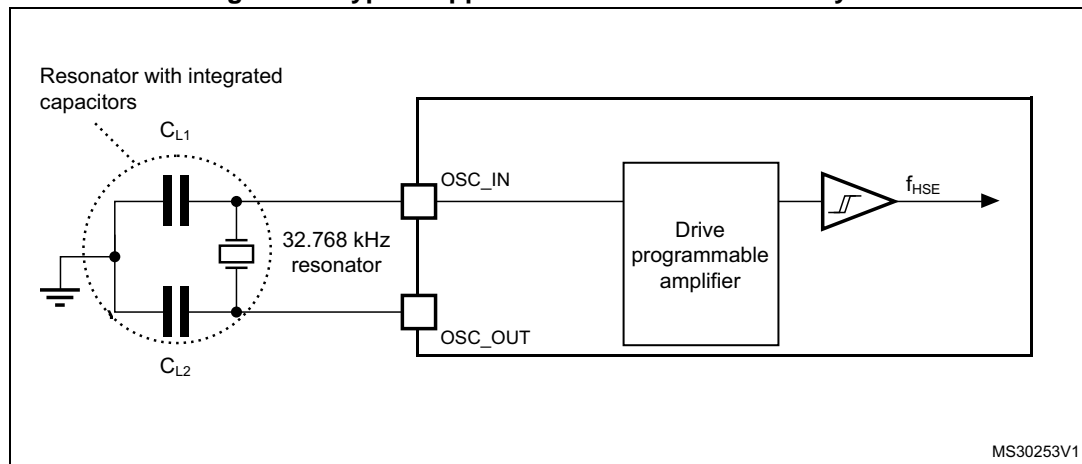 Resonator with integrated
capacitors
CL1
OSC_IN
fHSE
32.768 kHz
resonator
Drive
programmable
amplifier
OSC_OUT
CL2
MS30253V1